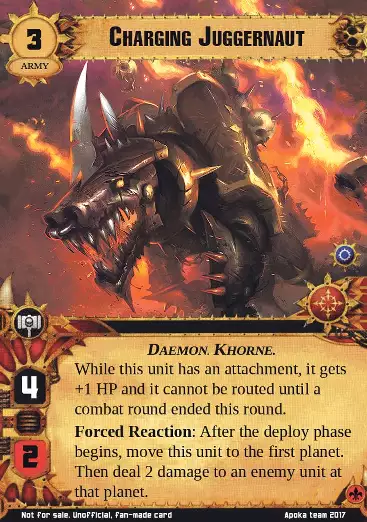 3
CHARGING JUGGERNAUT
ARMY
DAEMON. KHORNE.
While this unit has an attachment, it gets
+1 HP and it cannot be routed until a
combat round ended this round.
4
Forced Reaction: After the deploy phase
begins, move this unit to the first planet.
Then deal 2 damage to an enemy unit at
that planet.
2
Not for sale. Unofficial, fan-made card
Apoka team 2017